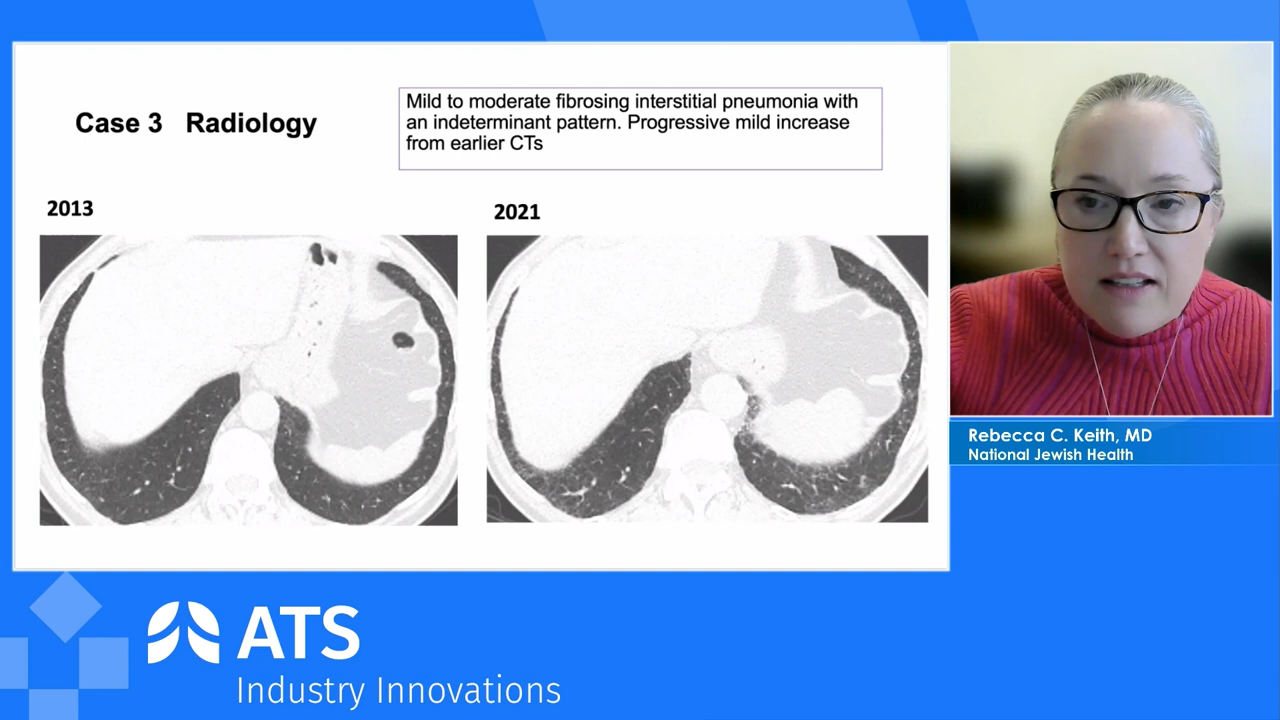 Case 3 Radiology
Mild to moderate fibrosing interstitial pneumonia with
an indeterminant pattern. Progressive mild increase
from earlier CTs
2013
2021
Rebecca C. Keith, MD
National Jewish Health
ATS
Industry Innovations